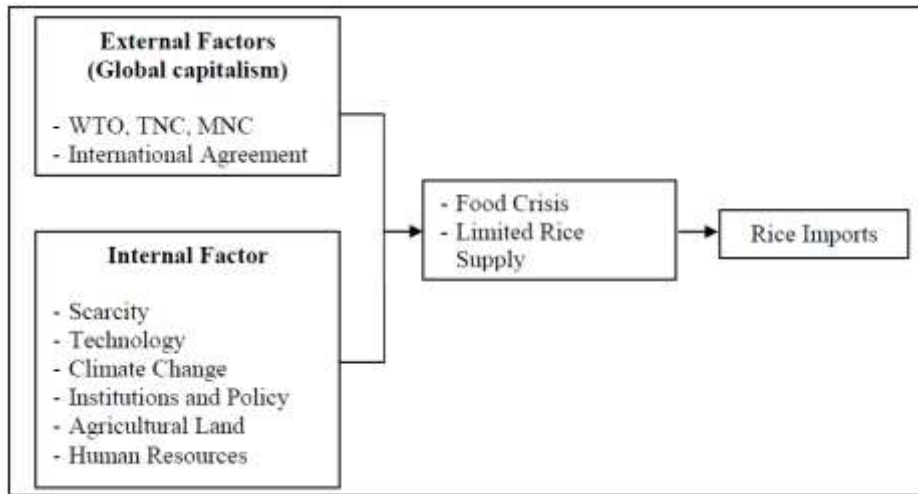 External Factors
(Global capitalism)
- WTO, TNC, MNC
- International Agreement
Internal Factor
- Scarcity
- Technology
- Climate Change
- Institutions and Policy
- Agricultural Land
- Human Resources
- Food Crisis
- Limited Rice
Supply
Rice Imports